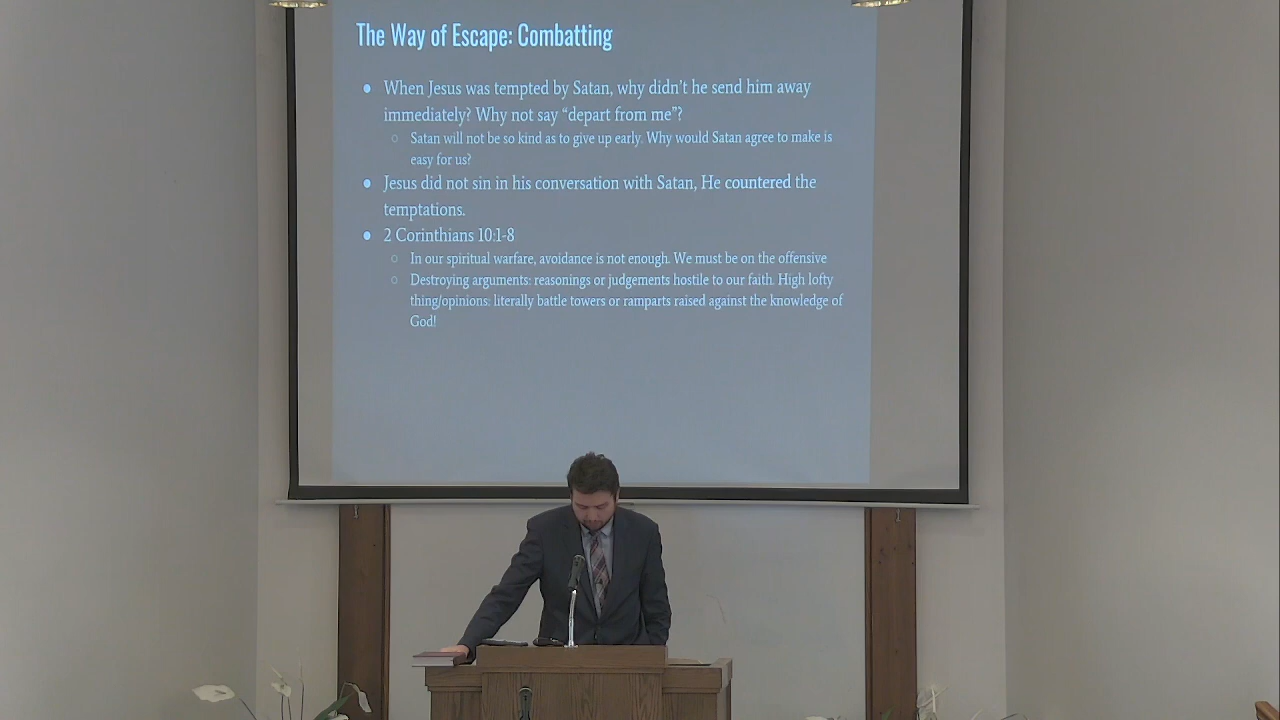 The Way of Escape: Combatting
● When Jesus was tempted by Satan, why didn't he send him away
immediately? Why not say “depart from me”?
○ Satan will not be so kind as to give up early. Why would Satan agree to make is
easy for us?
● Jesus did not sin in his conversation with Satan, He countered the
temptations.
● 2 Corinthians 10:1-8
○ In our spiritual warfare, avoidance is not enough. We must be on the offensive
○ Destroying arguments: reasonings or judgements hostile to our faith. High lofty
thing/opinions: literally battle towers or ramparts raised against the knowledge of
God!